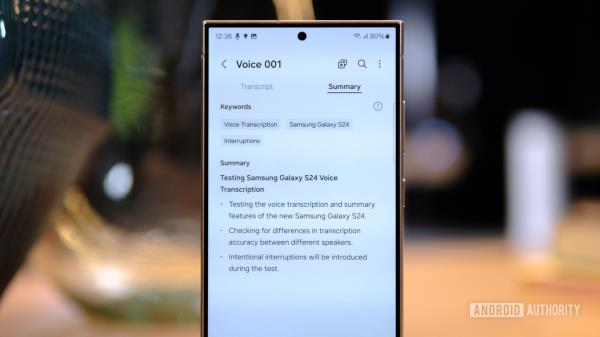 12:36 80%
Voice 001
Transcript Summary
Keywords
Voice Transcription Samsung Galaxy S24
Interruptions
Summary
Testing Samsung Galaxy S24 Voice
Transcription
- Testing the voice transcription and summary
features of the new Samsung Galaxy S24.
- Checking for differences in transcription
accuracy between different speakers.
- Intentional interruptions will be introduced
during the test.
ANDROID AUTHORITY